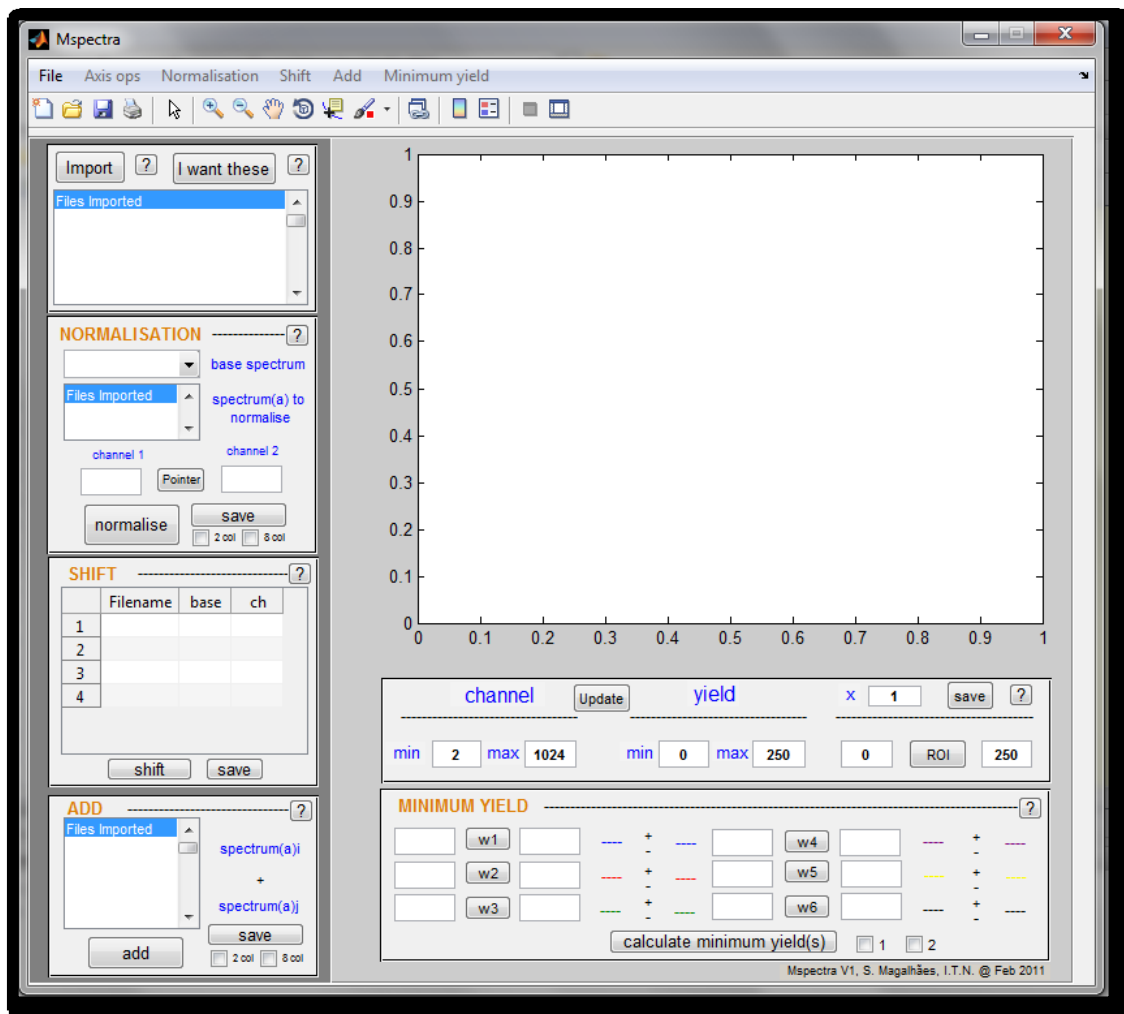 Mspectra
File Axis ops Normalisation Shift Add Minimum yield
Import ? I want these ?
Files Imported
NORMALISATION --------------- ?
base spectrum
Files Imported
spectrum(a) to
normalise
channel 1 channel 2
Pointer
normalise save
2 col 8 col
SHIFT ----------------------------- ?
Filename base ch
1
2
3
4
shift save
ADD ------------------------------- ?
Files Imported
spectrum(a)i
+
spectrum(a)j
save
add 2 col 8 col
1
0.9
0.8
0.7
0.6
0.5
0.4
0.3
0.2
0.1
0
0 0.1 0.2 0.3 0.4 0.5 0.6 0.7 0.8 0.9 1
channel Update yield x 1 save ?
min 2 max 1024 min 0 max 250 0 ROI 250
MINIMUM YIELD ---------------------------------------- ?
w1 ---- + - ---- w4 ---- + - ----
w2 ---- + - ---- w5 ---- + - ----
w3 ---- + - ---- w6 ---- + - ----
calculate minimum yield(s) 1 2
Mspectra V1, S. Magalhães, I.T.N. @ Feb 2011